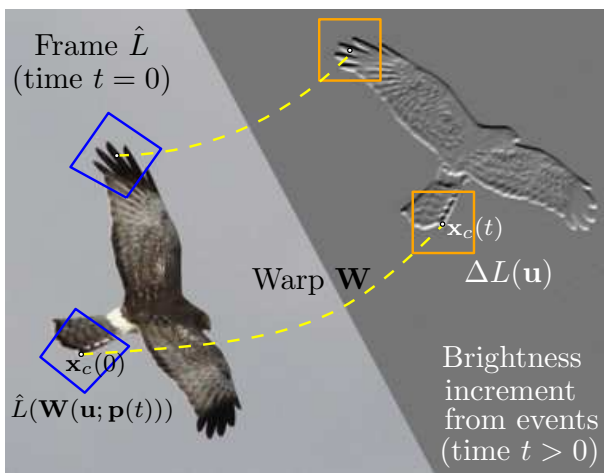 Frame L̂
(time t = 0)
x_c(t)
Warp W
ΔL(u)
x_c(0)
L̂(W(u; p(t)))
Brightness
increment
from events
(time t > 0)